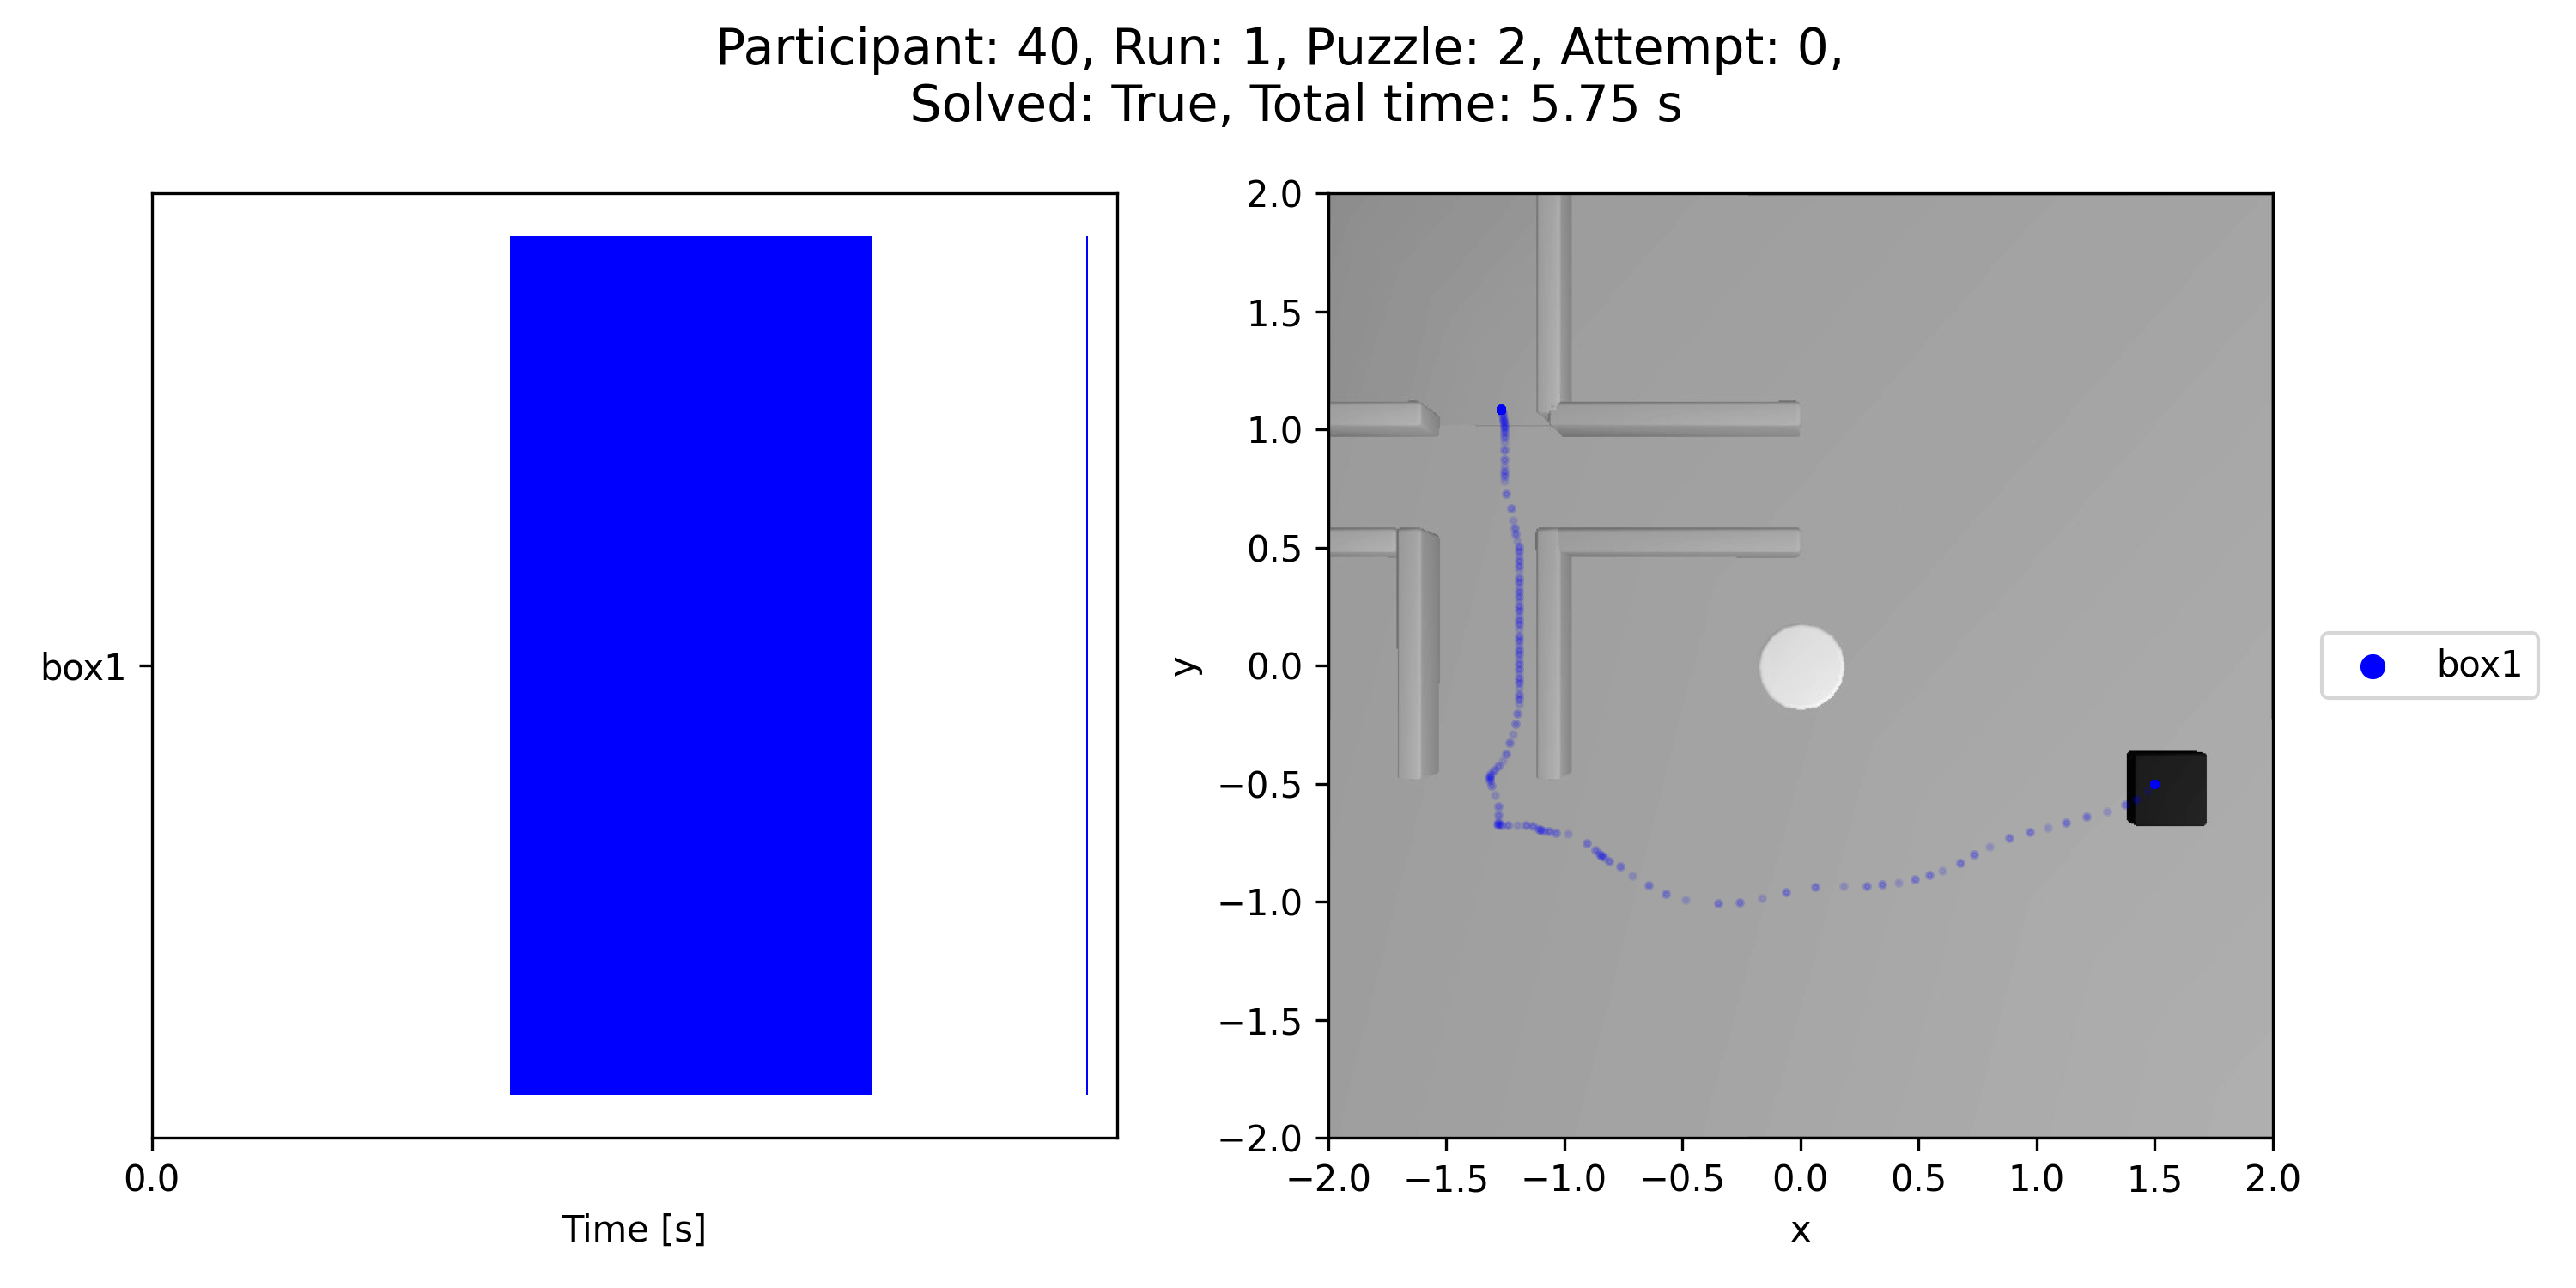 Participant: 40, Run: 1, Puzzle: 2, Attempt: 0,
Solved: True, Total time: 5.75 s
box1
0.0
Time [s]
2.0
1.5
1.0
0.5
0.0
−0.5
−1.0
−1.5
−2.0
y
−2.0 −1.5 −1.0 −0.5 0.0 0.5 1.0 1.5 2.0
x
box1